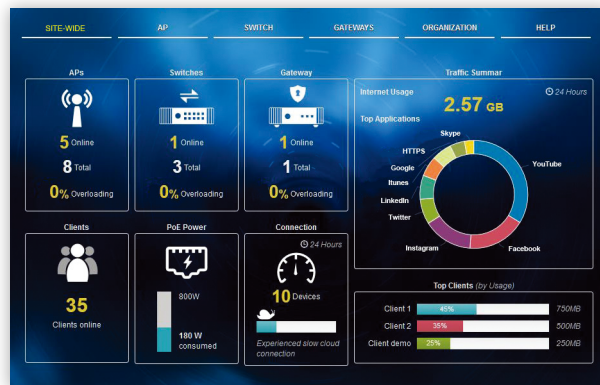 SITE-WIDE AP SWITCH GATEWAYS ORGANIZATION HELP
APs
5 Online
8 Total
0% Overloading
Switches
1 Online
3 Total
0% Overloading
Gateway
1 Online
1 Total
0% Overloading
Traffic Summar
Internet Usage
24 Hours
2.57 GB
Top Applications
Skype
HTTPS
Google
Itunes
LinkedIn
Twitter
Instagram
Facebook
YouTube
Clients
35
Clients online
PoE Power
800W
180 W
consumed
Connection
24 Hours
10 Devices
Experienced slow cloud
connection
Top Clients (by Usage)
Client 1 45% 750MB
Client 2 35% 500MB
Client demo 25% 250MB